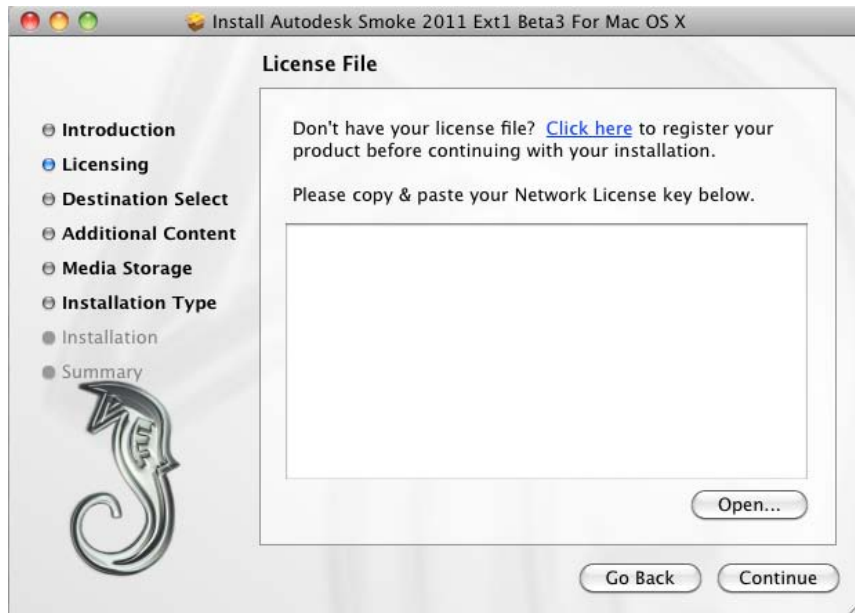 Install Autodesk Smoke 2011 Ext1 Beta3 For Mac OS X
License File
Introduction
Licensing
Destination Select
Additional Content
Media Storage
Installation Type
Installation
Summary
Don't have your license file? Click here to register your
product before continuing with your installation.
Please copy & paste your Network License key below.
Open...
Go Back
Continue